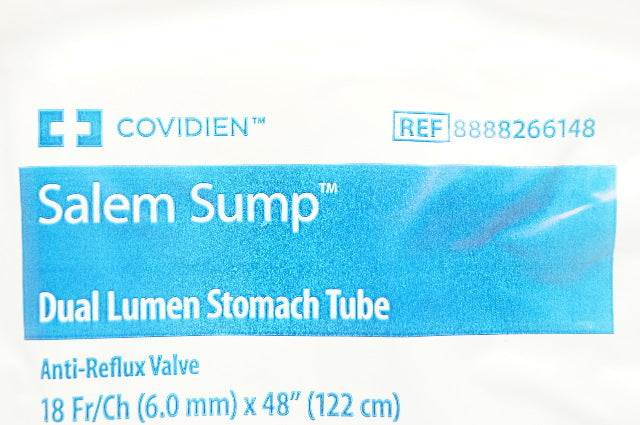 COVIDIEN™ REF 8888266148
Salem Sump™
Dual Lumen Stomach Tube
Anti-Reflux Valve
18 Fr/Ch (6.0 mm) x 48” (122 cm)